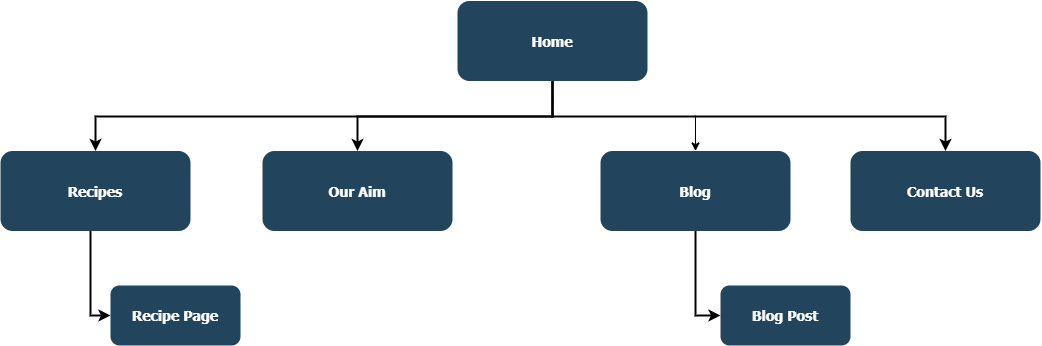 Home
Recipes
Our Aim
Blog
Contact Us
Recipe Page
Blog Post